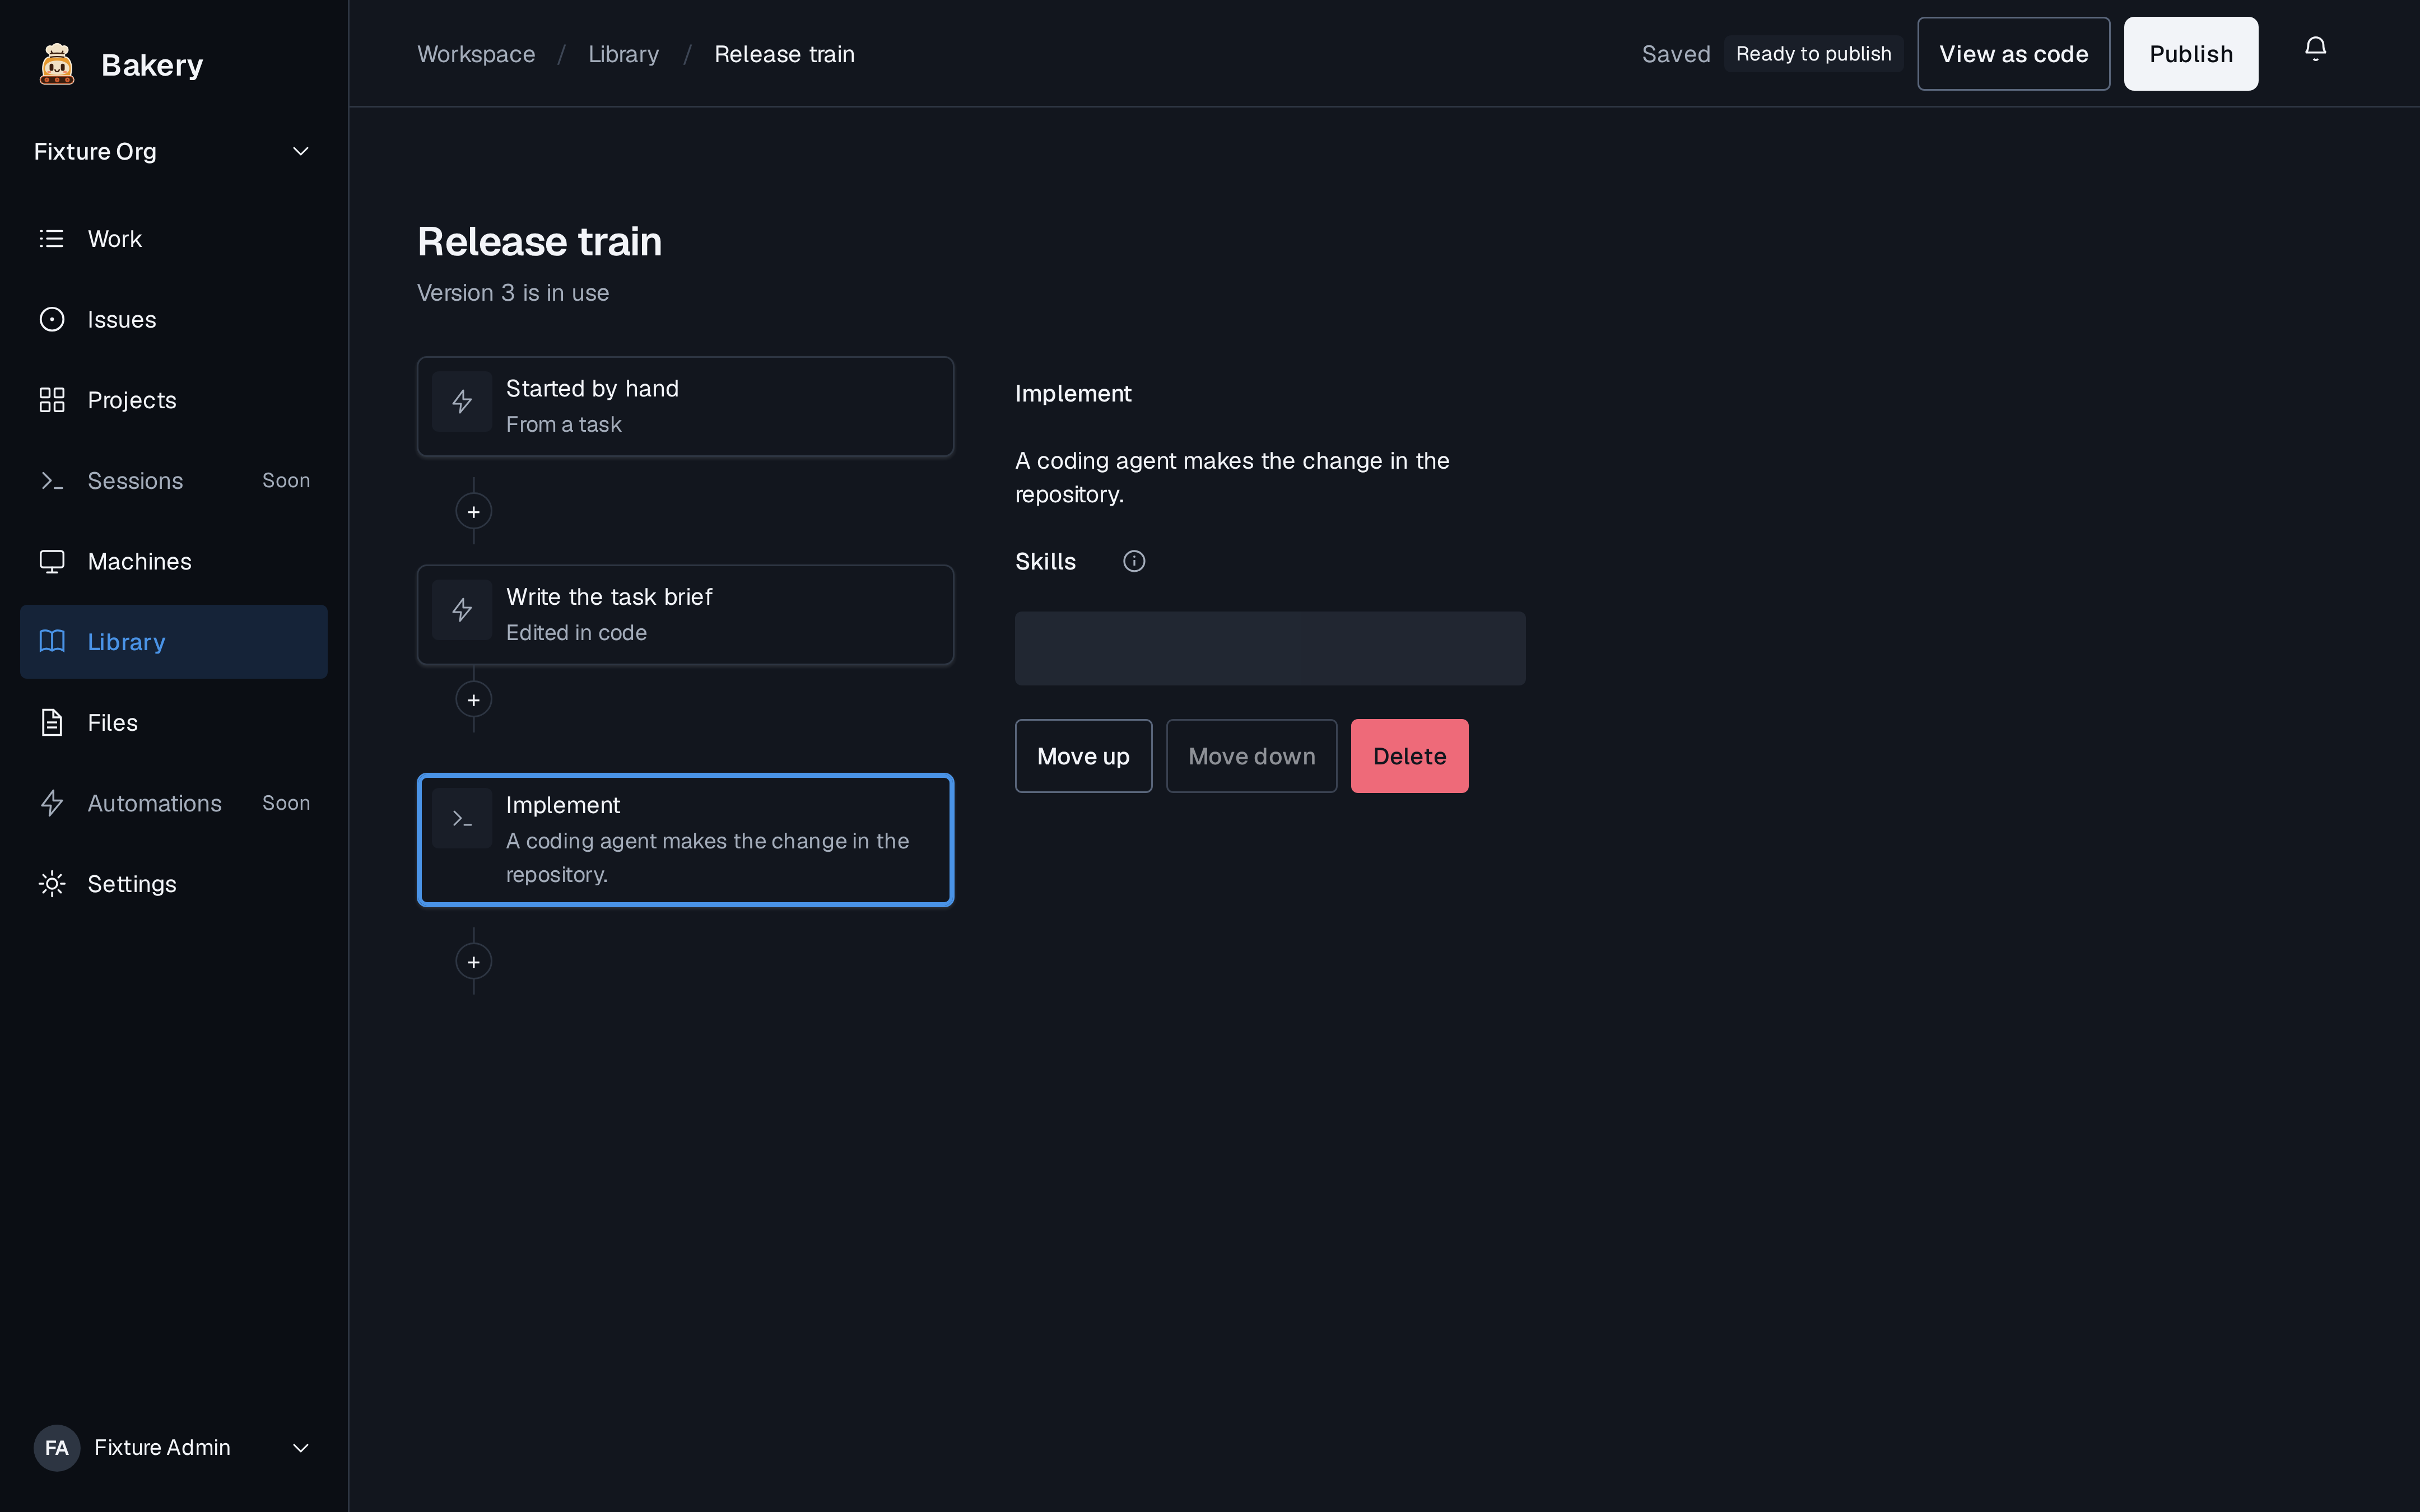 Bakery
Fixture Org
Work
Issues
Projects
Sessions Soon
Machines
Library
Files
Automations Soon
Settings
FA Fixture Admin
Workspace / Library / Release train
Saved Ready to publish View as code Publish
Release train
Version 3 is in use
Started by hand
From a task
+
Write the task brief
Edited in code
+
Implement
A coding agent makes the change in the
repository.
+
Implement
A coding agent makes the change in the
repository.
Skills
Move up Move down Delete